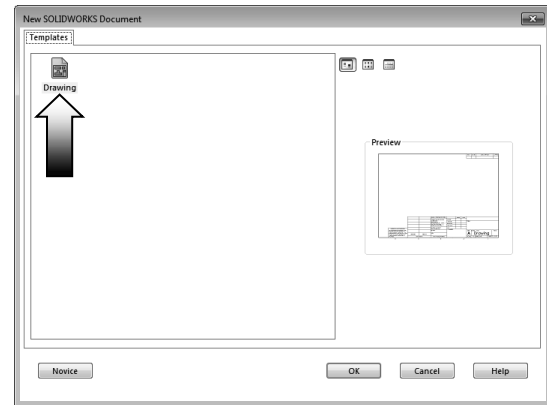 New SOLIDWORKS Document
Templates
Drawing
Preview
A Drawing
Novice
OK
Cancel
Help